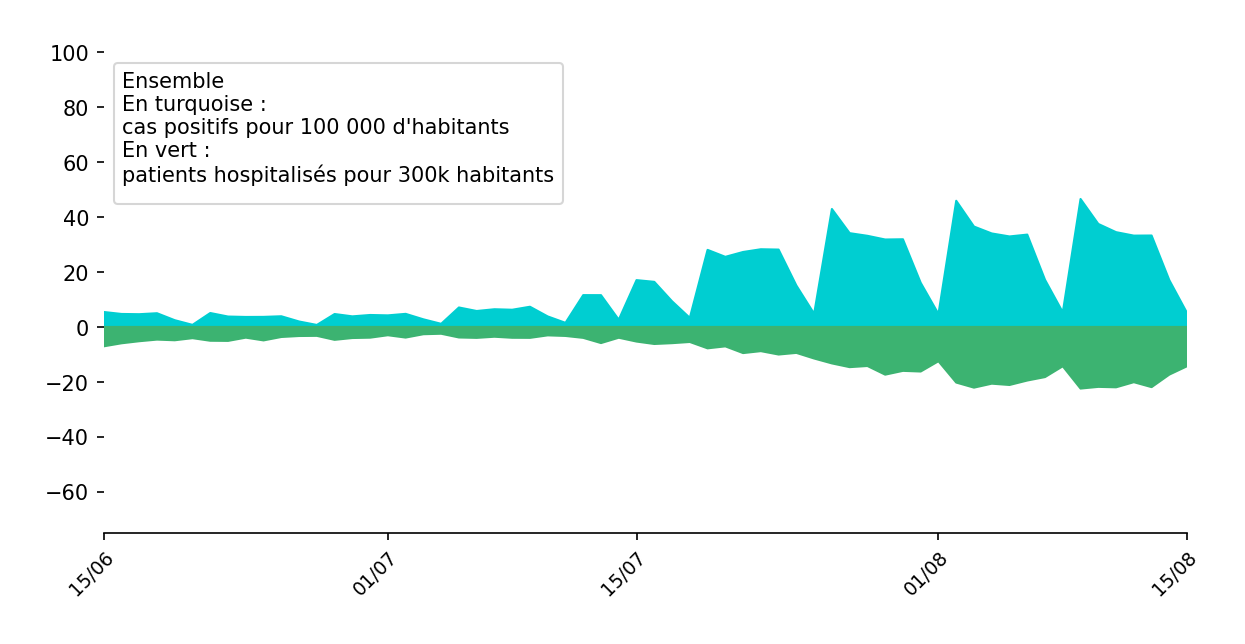 100
80
60
40
20
0
−20
−40
−60
Ensemble
En turquoise :
cas positifs pour 100 000 d'habitants
En vert :
patients hospitalisés pour 300k habitants
15/06
01/07
15/07
01/08
15/08